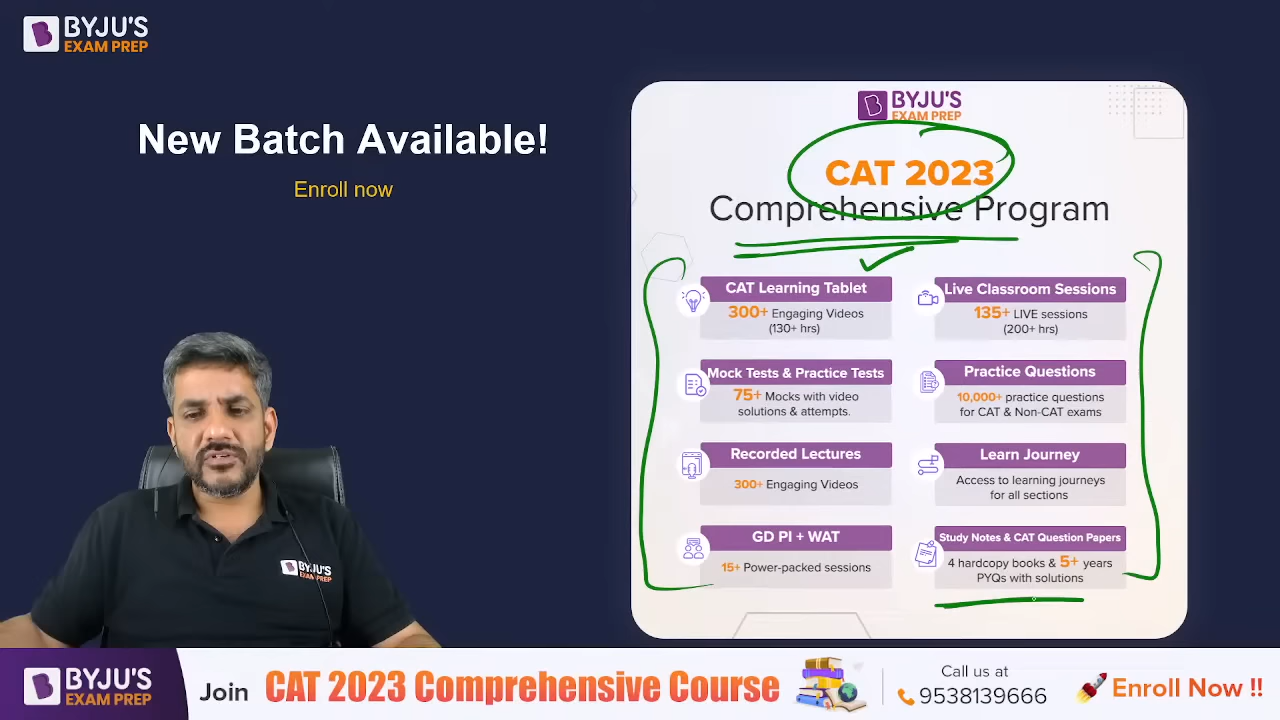 BYJU'S
EXAM PREP
New Batch Available!
Enroll now
BYJU'S
EXAM PREP
CAT 2023
Comprehensive Program
CAT Learning Tablet
300+ Engaging Videos
(130+ hrs)
Live Classroom Sessions
135+ LIVE sessions
(200+ hrs)
Mock Tests & Practice Tests
75+ Mocks with video
solutions & attempts.
Practice Questions
10,000+ practice questions
for CAT & Non-CAT exams
Recorded Lectures
300+ Engaging Videos
Learn Journey
Access to learning journeys
for all sections
GD PI + WAT
15+ Power-packed sessions
Study Notes & CAT Question Papers
4 hardcopy books & 5+ years
PYQs with solutions
BYJU'S
EXAM PREP
BYJU'S
EXAM PREP
Join CAT 2023 Comprehensive Course
Call us at
9538139666
Enroll Now !!